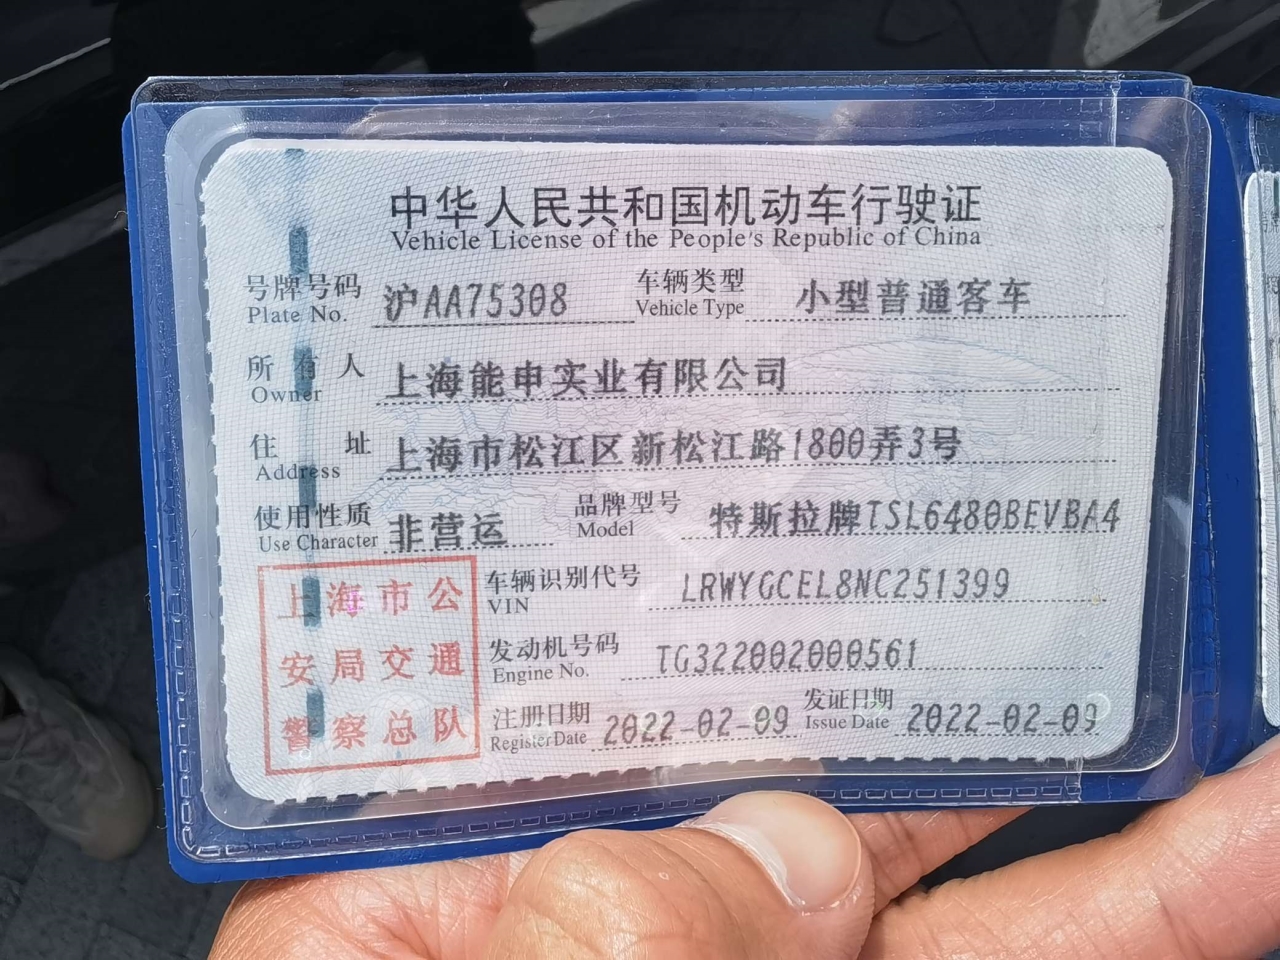 中华人民共和国机动车行驶证
Vehicle License of the People's Republic of China
号牌号码 沪AA75308 车辆类型 小型普通客车
Plate No. Vehicle Type
所有人 上海能申实业有限公司
Owner
住址 上海市松江区新松江路1800弄3号
Address
使用性质 非营运 品牌型号 特斯拉牌TSL6480BEVBA4
Use Character Model
上海市公
安局交通
警察总队
车辆识别代号 LRWYGCEL8NC251399
VIN
发动机号码 TG322002000561
Engine No.
注册日期 2022-02-09 发证日期 2022-02-09
Register Date Issue Date